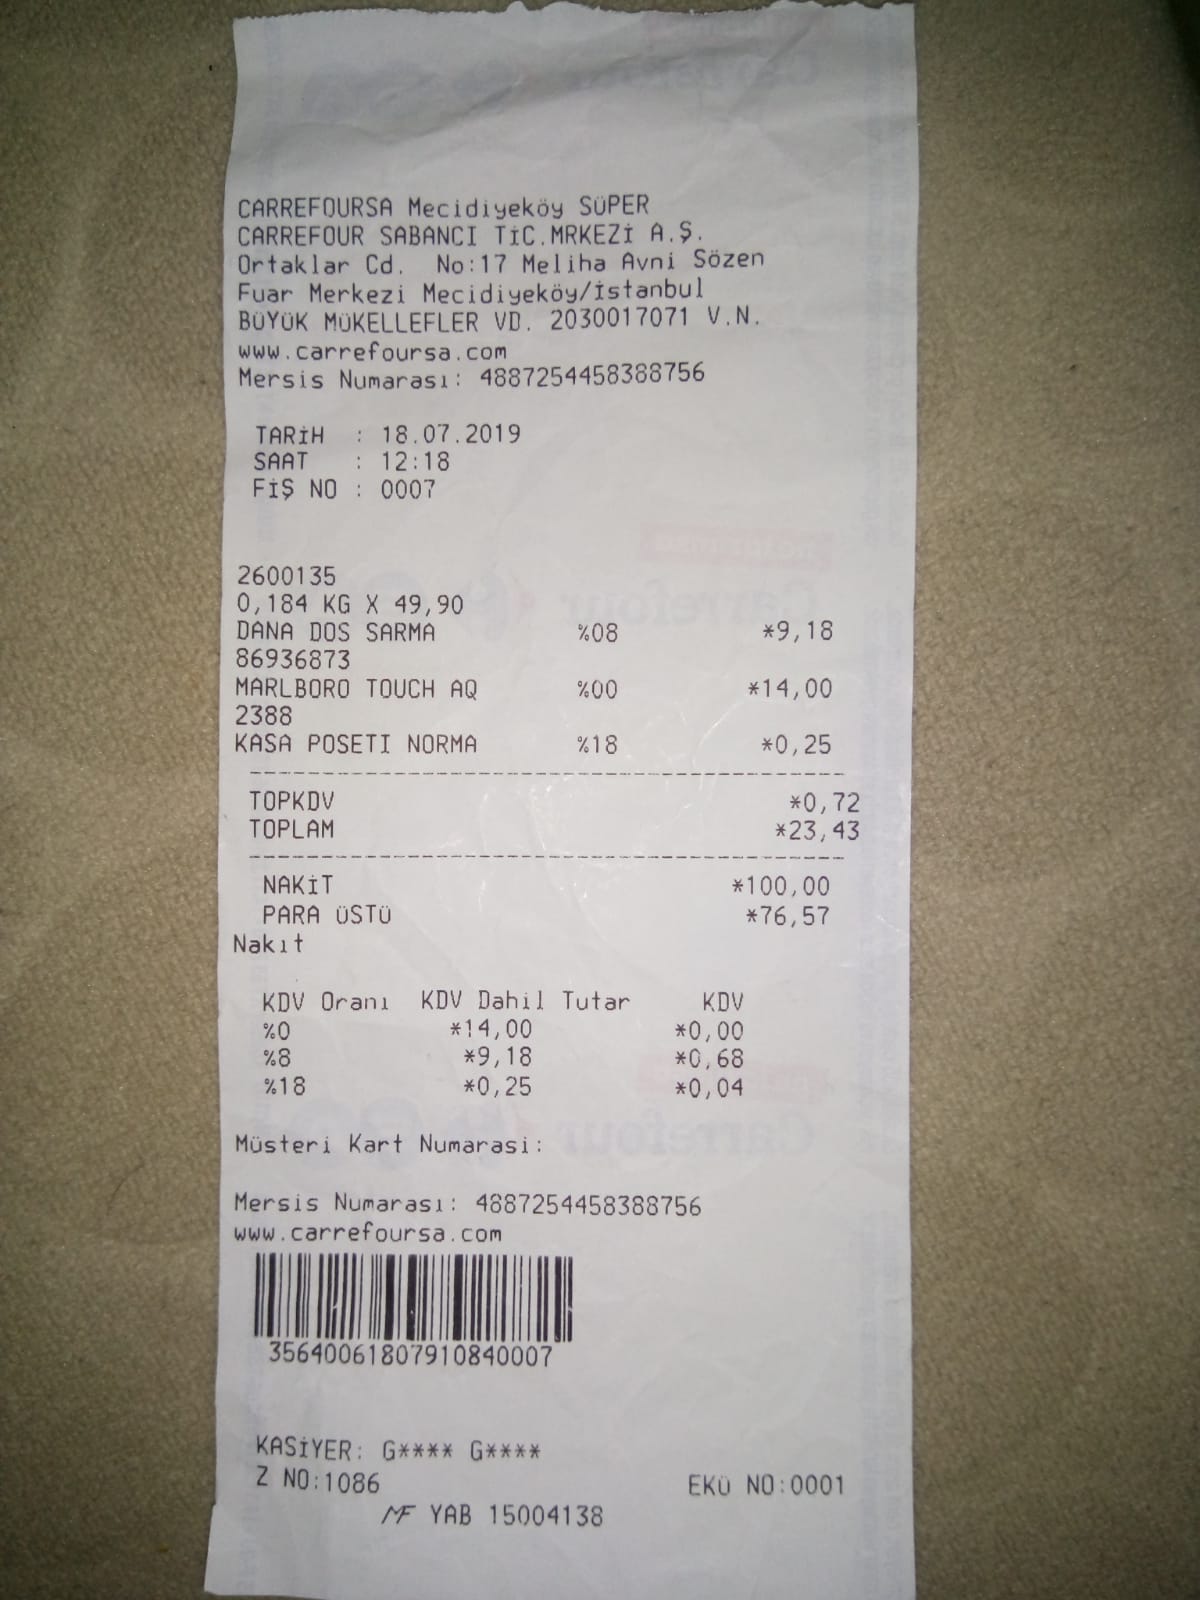 CARREFOURSA Mecidiyeköy SÜPER
CARREFOUR SABANCI TİC.MRKEZİ A.Ş.
Ortaklar Cd. No:17 Meliha Avni Sözen
Fuar Merkezi Mecidiyeköy/İstanbul
BÜYÜK MÜKELLEFLER VD. 2030017071 V.N.
www.carrefoursa.com
Mersis Numarası: 4887254458388756
TARİH : 18.07.2019
SAAT : 12:18
FİŞ NO : 0007
2600135
0,184 KG X 49,90
DANA DOS SARMA %08 *9,18
86936873
MARLBORO TOUCH AQ %00 *14,00
2388
KASA POSETI NORMA %18 *0,25
TOPKDV *0,72
TOPLAM *23,43
NAKİT *100,00
PARA ÜSTÜ *76,57
Nakıt
KDV Oranı KDV Dahil Tutar KDV
%0 *14,00 *0,00
%8 *9,18 *0,68
%18 *0,25 *0,04
Müsteri Kart Numarasi:
Mersis Numarası: 4887254458388756
www.carrefoursa.com
35640061807910840007
KASİYER: G**** G****
Z NO:1086 EKÜ NO:0001
MF YAB 15004138